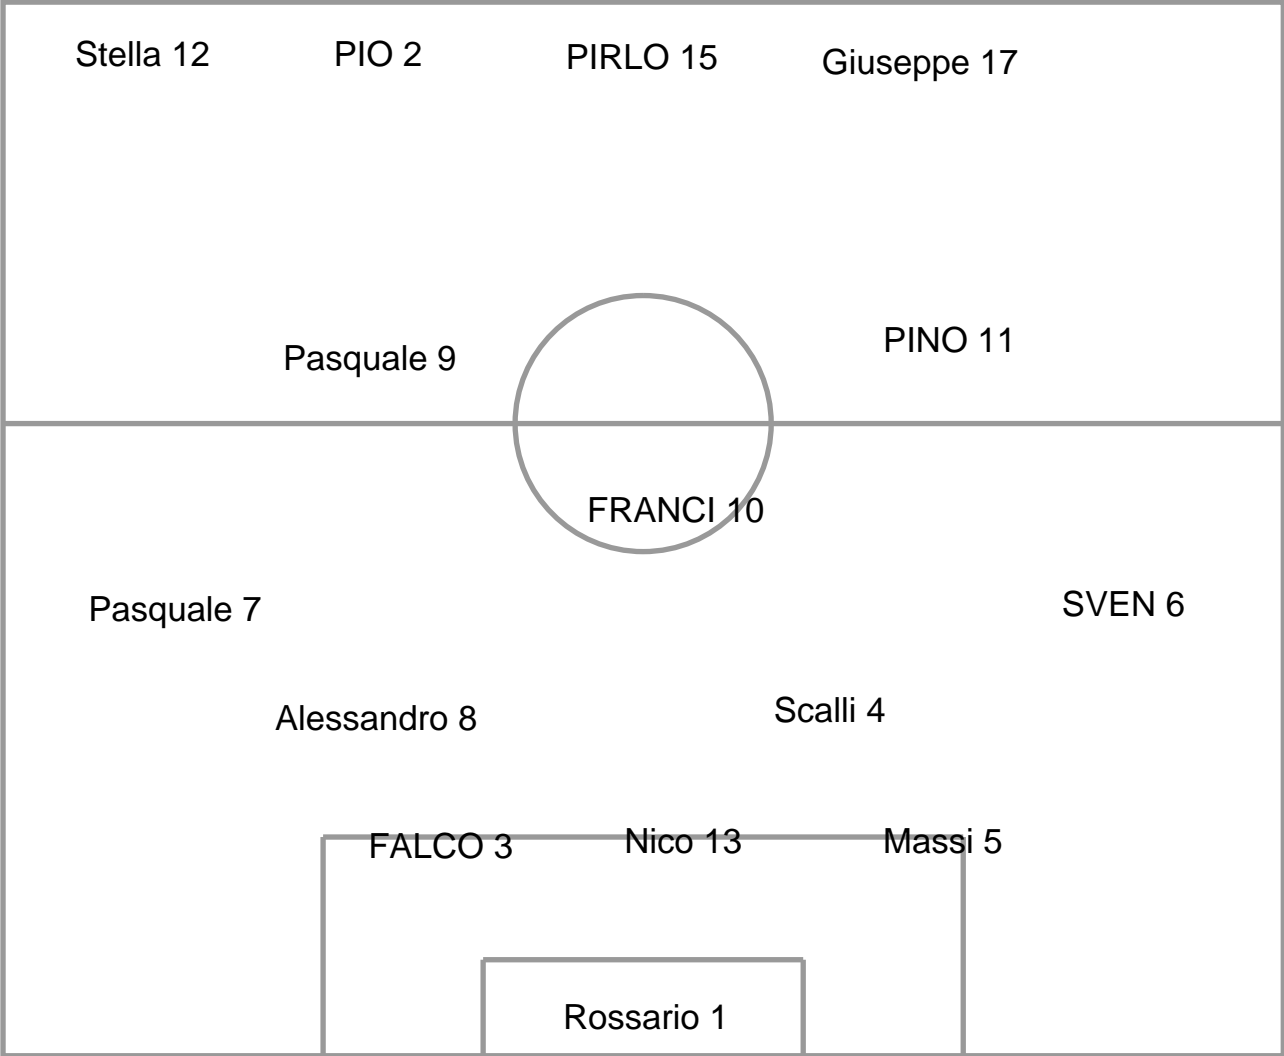 Stella 12
PIO 2
PIRLO 15
Giuseppe 17
Pasquale 9
PINO 11
FRANCI 10
Pasquale 7
SVEN 6
Alessandro 8
Scalli 4
FALCO 3
Nico 13
Massi 5
Rossario 1